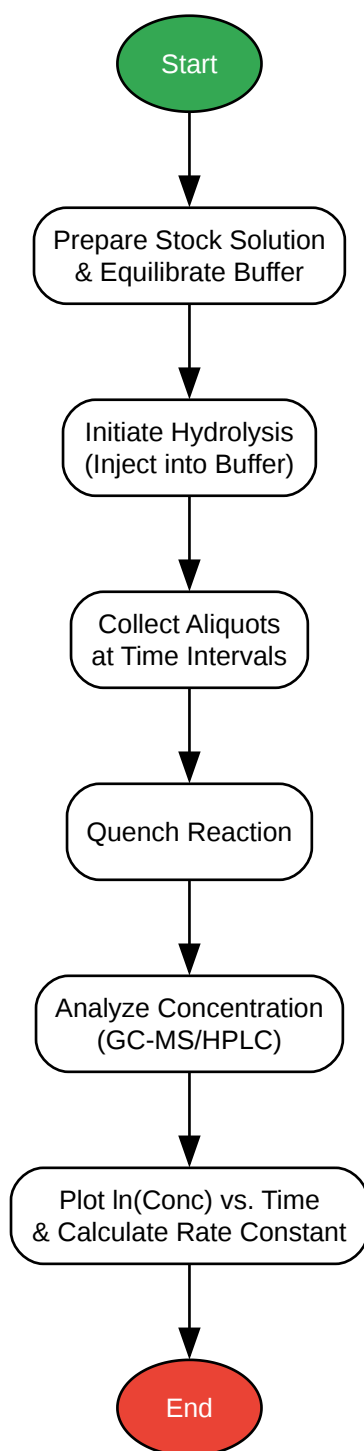 Start
Prepare Stock Solution
& Equilibrate Buffer
Initiate Hydrolysis
(Inject into Buffer)
Collect Aliquots
at Time Intervals
Quench Reaction
Analyze Concentration
(GC-MS/HPLC)
Plot ln(Conc) vs. Time
& Calculate Rate Constant
End